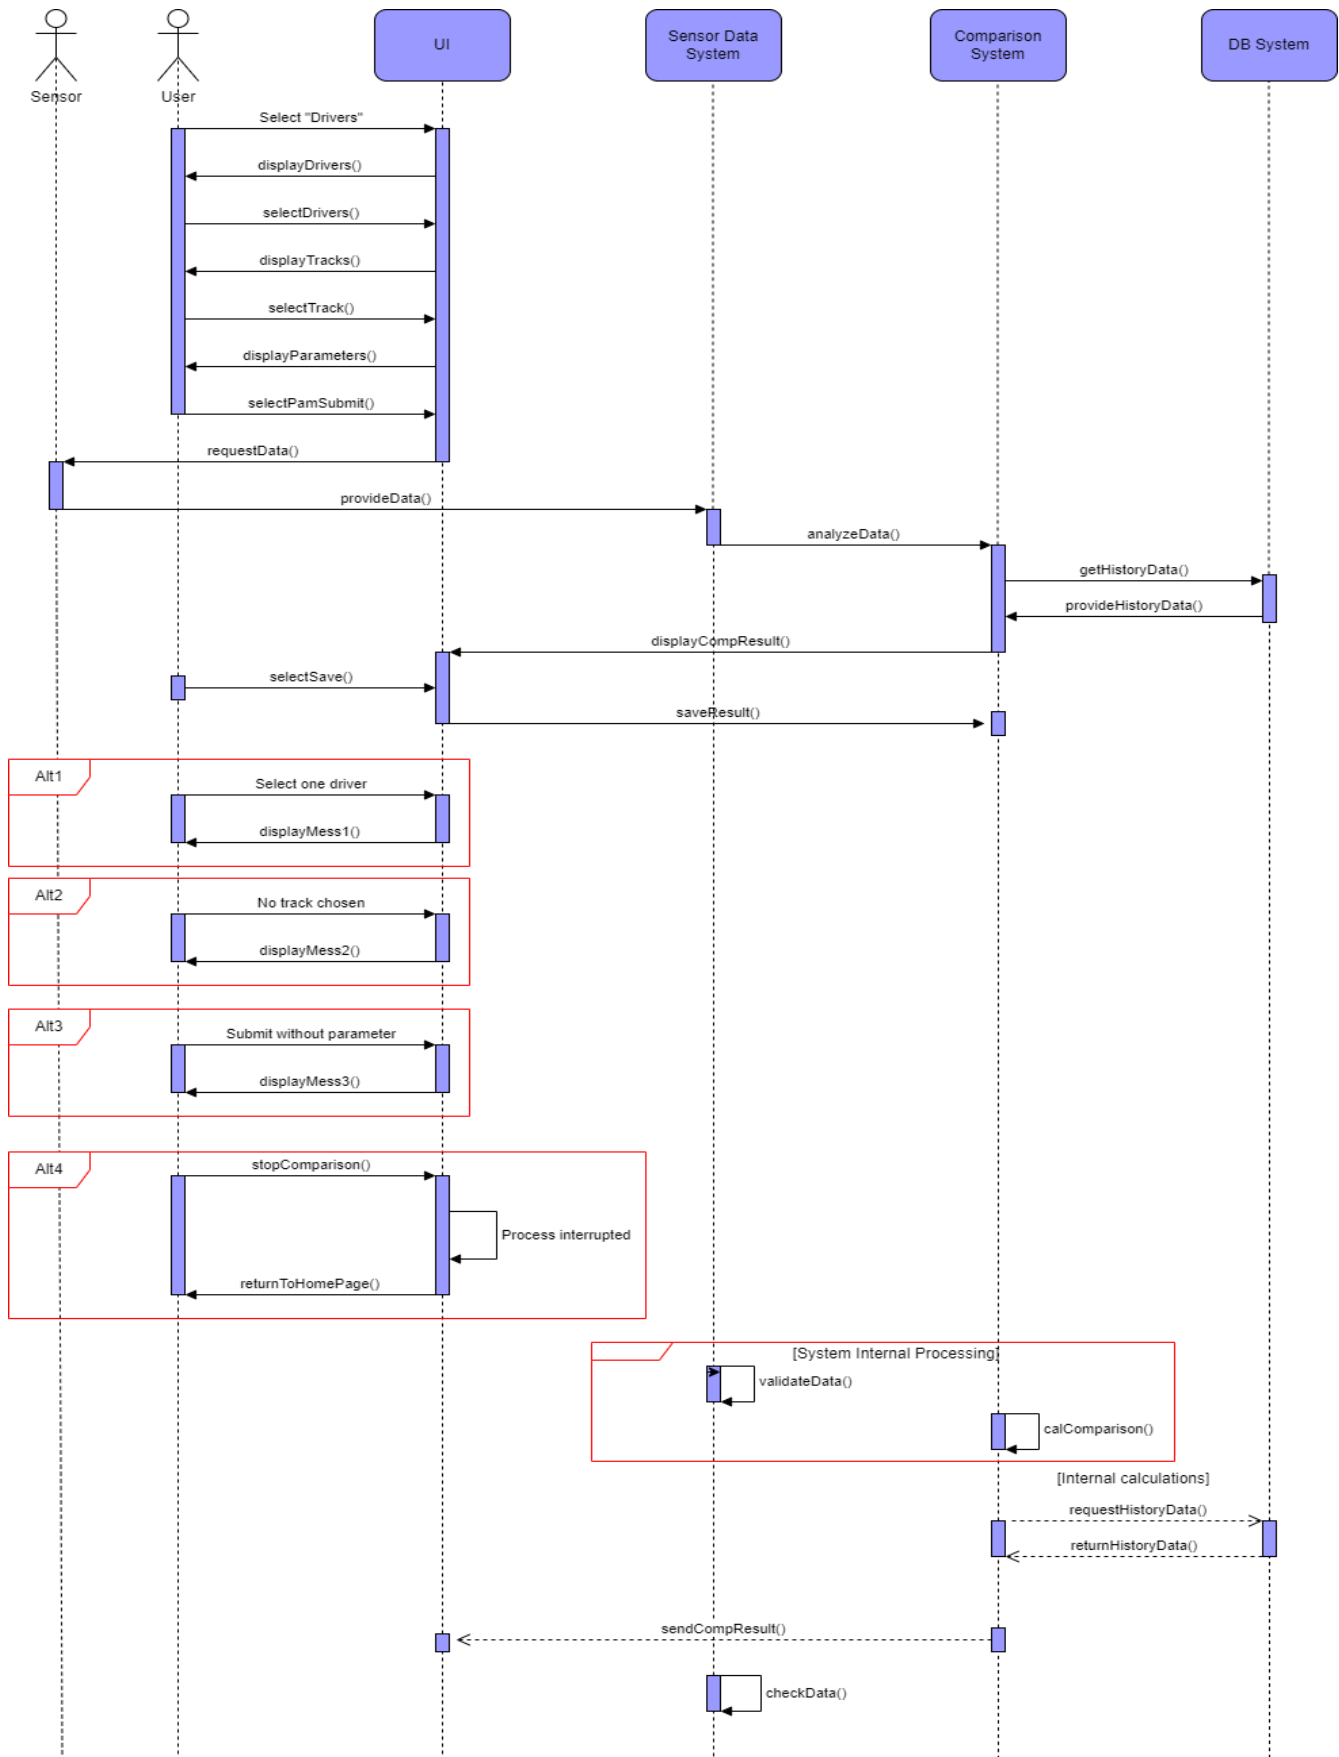 Sensor
User
UI
Sensor Data
System
Comparison
System
DB System
Select "Drivers"
displayDrivers()
selectDrivers()
displayTracks()
selectTrack()
displayParameters()
selectPamSubmit()
requestData()
provideData()
analyzeData()
getHistoryData()
provideHistoryData()
displayCompResult()
selectSave()
saveResult()
Alt1
Select one driver
displayMess1()
Alt2
No track chosen
displayMess2()
Alt3
Submit without parameter
displayMess3()
Alt4
stopComparison()
Process interrupted
returnToHomePage()
[System Internal Processing]
validateData()
calComparison()
[Internal calculations]
requestHistoryData()
returnHistoryData()
sendCompResult()
checkData()